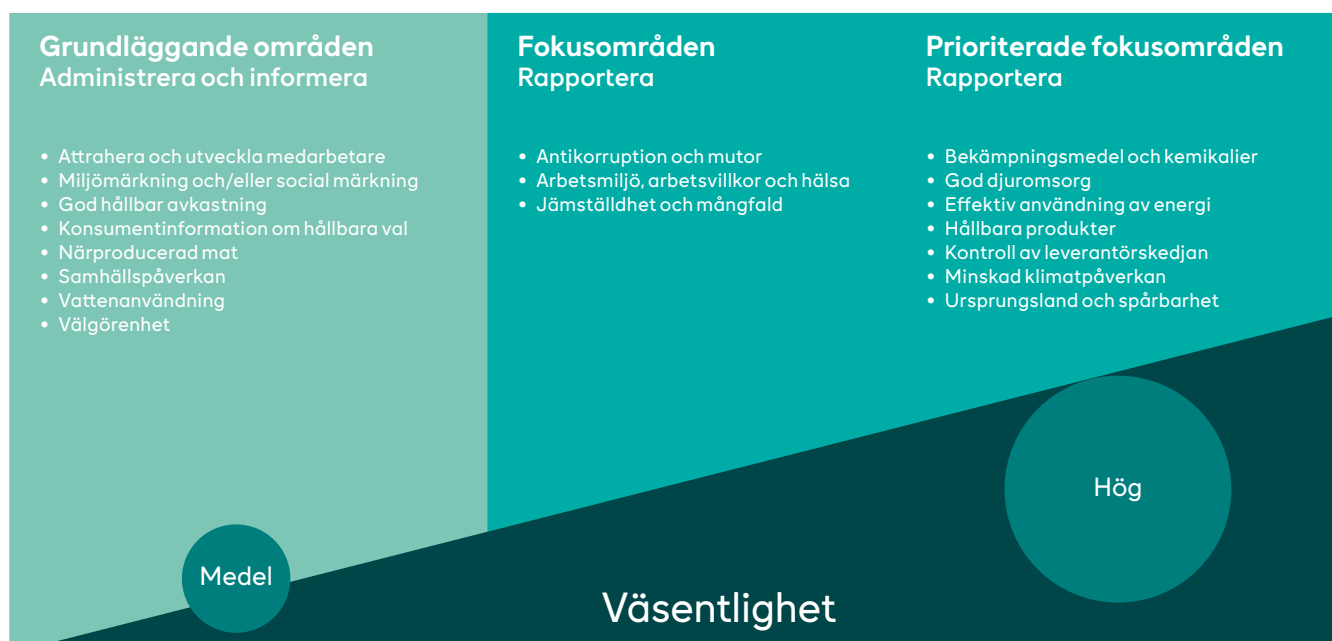 Grundläggande områden
Administrera och informera
• Attrahera och utveckla medarbetare
• Miljömärkning och/eller social märkning
• God hållbar avkastning
• Konsumentinformation om hållbara val
• Närproducerad mat
• Samhällspåverkan
• Vattenanvändning
• Välgörenhet
Fokusområden
Rapportera
• Antikorruption och mutor
• Arbetsmiljö, arbetsvillkor och hälsa
• Jämställdhet och mångfald
Prioriterade fokusområden
Rapportera
• Bekämpningsmedel och kemikalier
• God djuromsorg
• Effektiv användning av energi
• Hållbara produkter
• Kontroll av leverantörskedjan
• Minskad klimatpåverkan
• Ursprungsland och spårbarhet
Medel
Hög
Väsentlighet